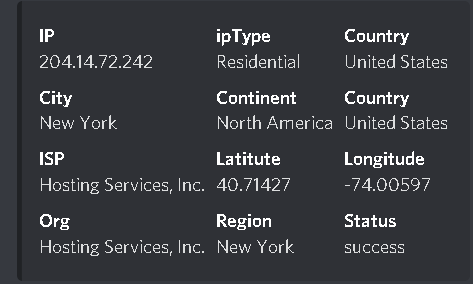 IP ipType Country
204.14.72.242 Residential United States
City Continent Country
New York North America United States
ISP Latitute Longitude
Hosting Services, Inc. 40.71427 -74.00597
Org Region Status
Hosting Services, Inc. New York success